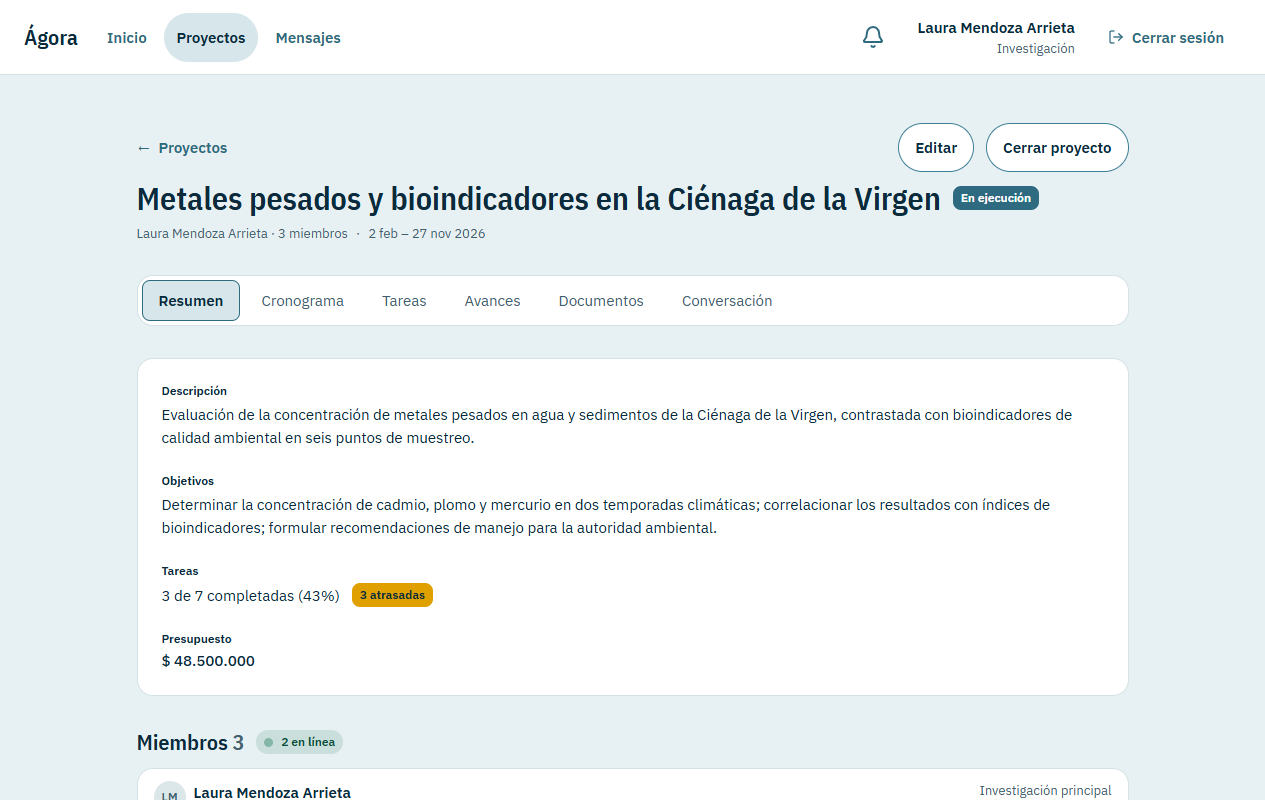 Ágora
Inicio
Proyectos
Mensajes
Laura Mendoza Arrieta
Investigación
Cerrar sesión
← Proyectos
Editar
Cerrar proyecto
Metales pesados y bioindicadores en la Ciénaga de la Virgen
En ejecución
Laura Mendoza Arrieta · 3 miembros · 2 feb – 27 nov 2026
Resumen
Cronograma
Tareas
Avances
Documentos
Conversación
Descripción
Evaluación de la concentración de metales pesados en agua y sedimentos de la Ciénaga de la Virgen, contrastada con bioindicadores de
calidad ambiental en seis puntos de muestreo.
Objetivos
Determinar la concentración de cadmio, plomo y mercurio en dos temporadas climáticas; correlacionar los resultados con índices de
bioindicadores; formular recomendaciones de manejo para la autoridad ambiental.
Tareas
3 de 7 completadas (43%)
3 atrasadas
Presupuesto
$ 48.500.000
Miembros 3
2 en línea
LM
Laura Mendoza Arrieta
Investigación principal